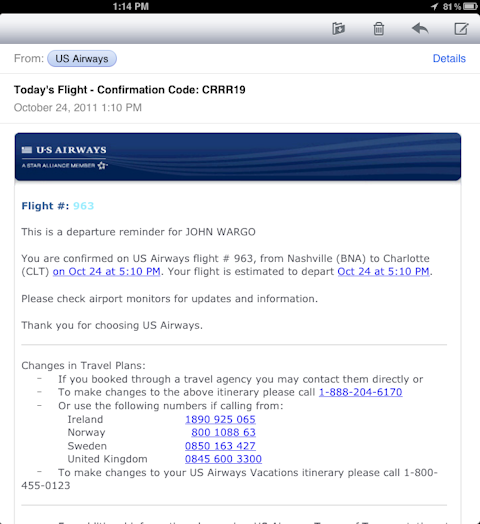 1:14 PM 81%
From: US Airways Details
Today's Flight - Confirmation Code: CRRR19
October 24, 2011 1:10 PM
U·S AIRWAYS
A STAR ALLIANCE MEMBER
Flight #: 963
This is a departure reminder for JOHN WARGO
You are confirmed on US Airways flight # 963, from Nashville (BNA) to Charlotte
(CLT) on Oct 24 at 5:10 PM. Your flight is estimated to depart Oct 24 at 5:10 PM.
Please check airport monitors for updates and information.
Thank you for choosing US Airways.
Changes in Travel Plans:
– If you booked through a travel agency you may contact them directly or
– To make changes to the above itinerary please call 1-888-204-6170
– Or use the following numbers if calling from:
Ireland 1890 925 065
Norway 800 1088 63
Sweden 0850 163 427
United Kingdom 0845 600 3300
– To make changes to your US Airways Vacations itinerary please call 1-800-
455-0123